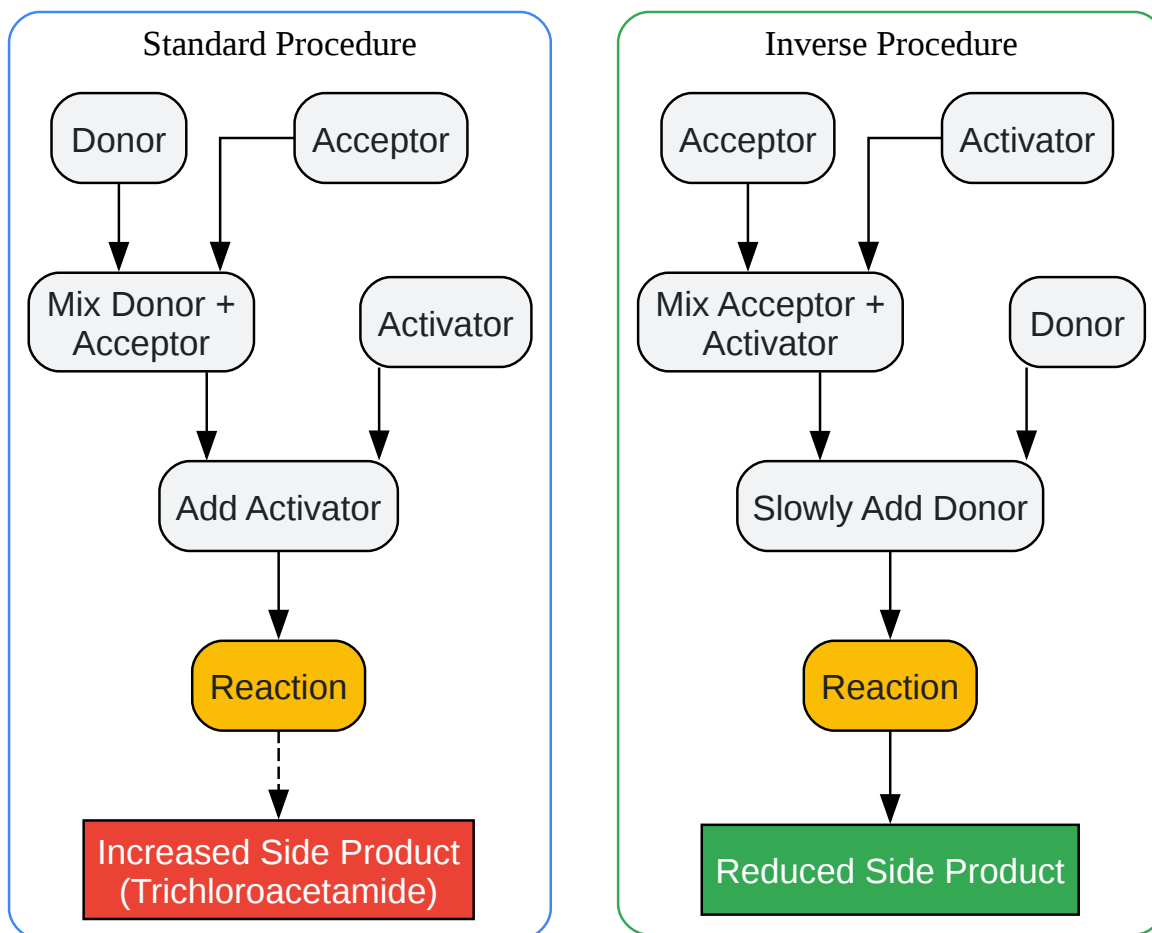 Standard Procedure
Donor
Acceptor
Mix Donor +
Acceptor
Activator
Add Activator
Reaction
Increased Side Product
(Trichloroacetamide)
Inverse Procedure
Acceptor
Activator
Mix Acceptor +
Activator
Donor
Slowly Add Donor
Reaction
Reduced Side Product